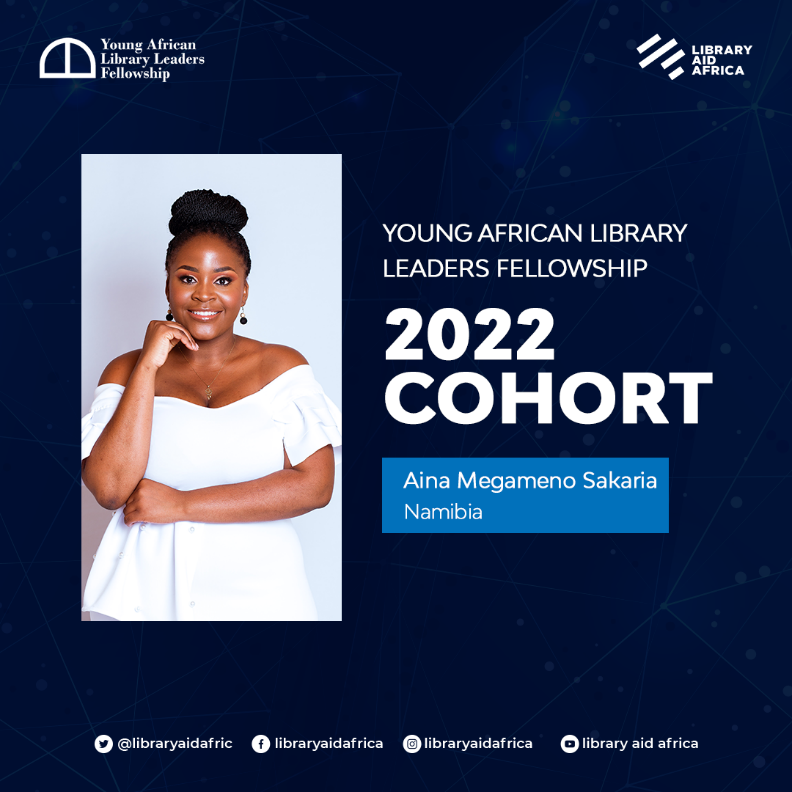 Young African
Library Leaders
Fellowship
LIBRARY
AID
AFRICA
YOUNG AFRICAN LIBRARY
LEADERS FELLOWSHIP
2022
COHORT
Aina Megameno Sakaria
Namibia
@libraryaidafric libraryaidafrica libraryaidafrica library aid africa